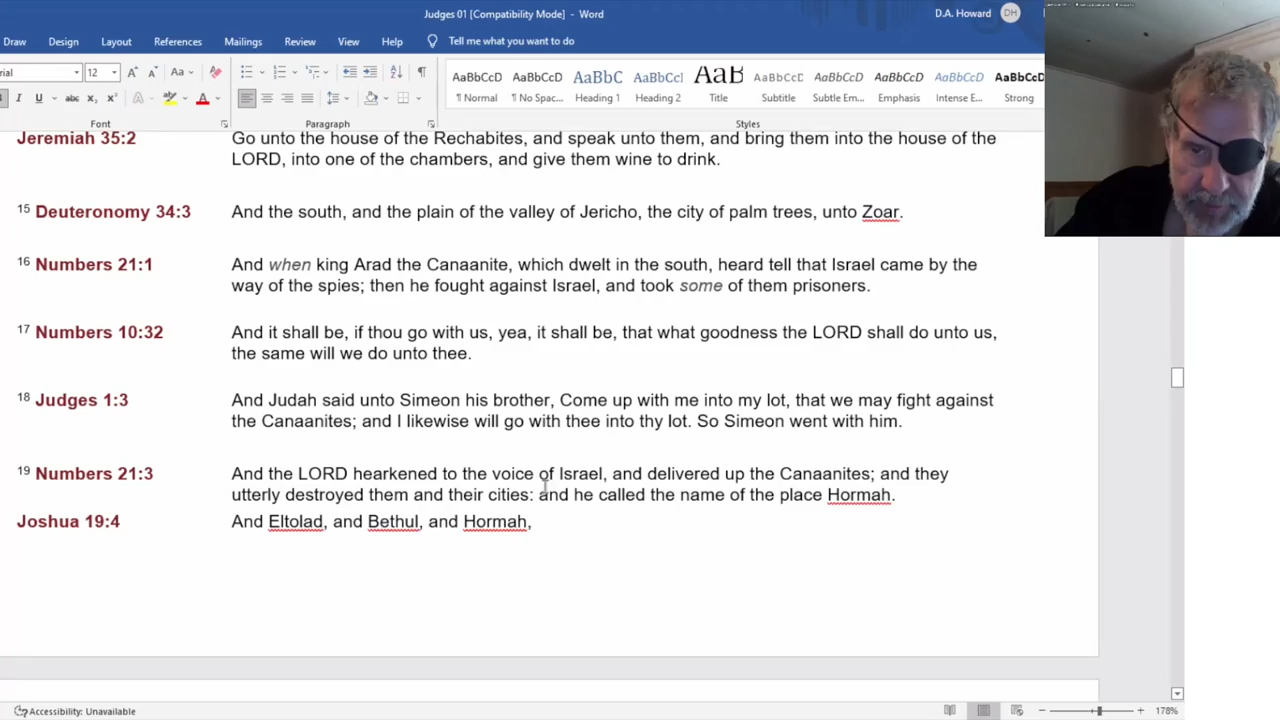 Judges 01 [Compatibility Mode] - Word
D.A. Howard
DH
Draw Design Layout References Mailings Review View Help Tell me what you want to do
rial 12 A A Aa
AaBbCcD AaBbCcD AaBbC AaBbCcI AaB AaBbCcD AaBbCcD AaBbCcD AaBbCcD AaBbCcD
I U abc X₂ X² A A
¶ Normal ¶ No Spac... Heading 1 Heading 2 Title Subtitle Subtle Em... Emphasis Intense E... Strong
Font Paragraph Styles
Jeremiah 35:2 Go unto the house of the Rechabites, and speak unto them, and bring them into the house of the
LORD, into one of the chambers, and give them wine to drink.
15 Deuteronomy 34:3 And the south, and the plain of the valley of Jericho, the city of palm trees, unto Zoar.
16 Numbers 21:1 And when king Arad the Canaanite, which dwelt in the south, heard tell that Israel came by the
way of the spies; then he fought against Israel, and took some of them prisoners.
17 Numbers 10:32 And it shall be, if thou go with us, yea, it shall be, that what goodness the LORD shall do unto us,
the same will we do unto thee.
18 Judges 1:3 And Judah said unto Simeon his brother, Come up with me into my lot, that we may fight against
the Canaanites; and I likewise will go with thee into thy lot. So Simeon went with him.
19 Numbers 21:3 And the LORD hearkened to the voice of Israel, and delivered up the Canaanites; and they
utterly destroyed them and their cities: and he called the name of the place Hormah.
Joshua 19:4 And Eltolad, and Bethul, and Hormah,
Accessibility: Unavailable
178%